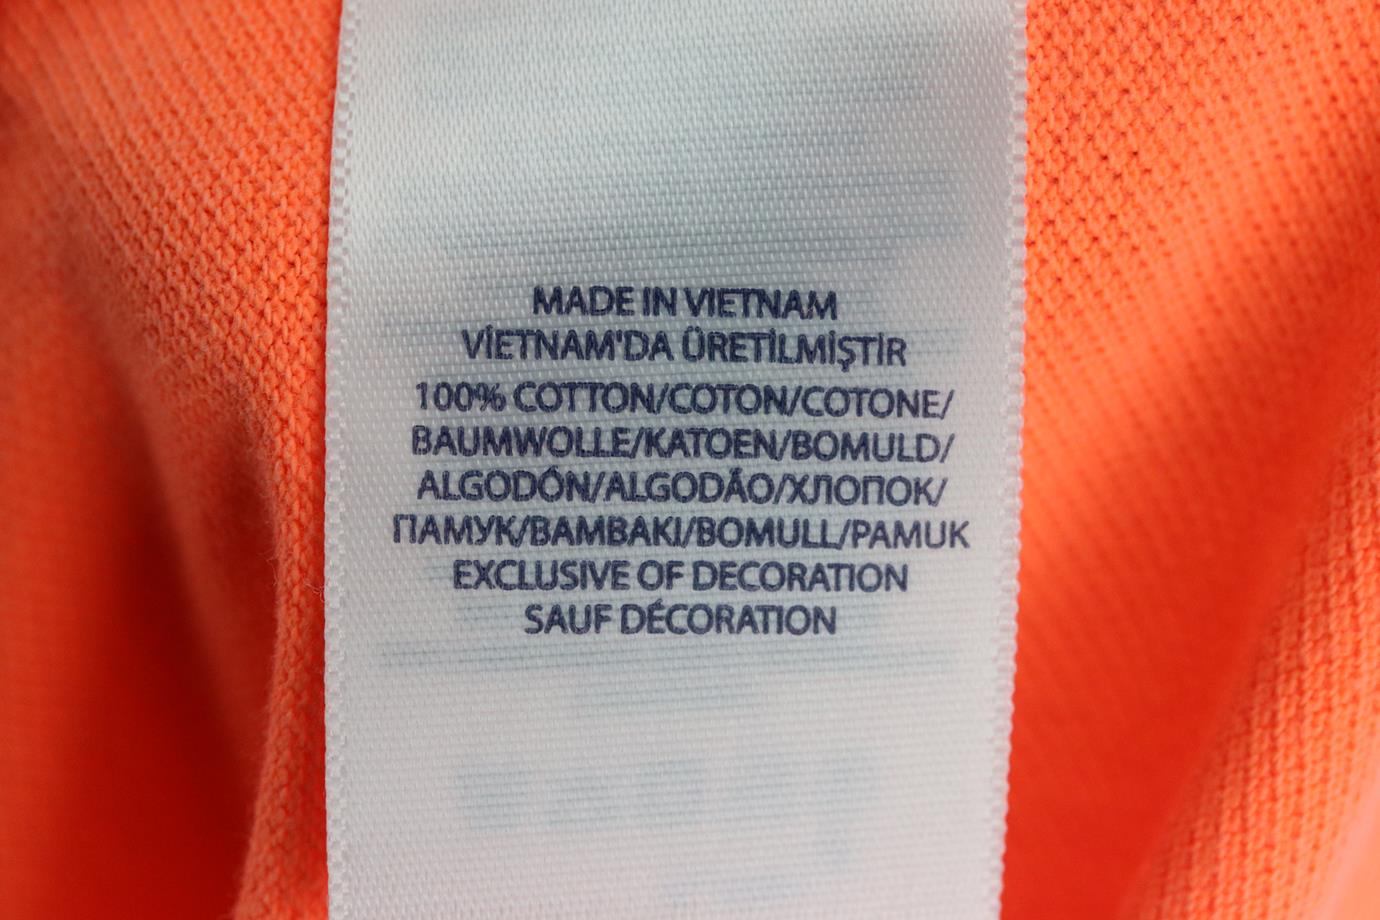 MADE IN VIETNAM
VİETNAM'DA ÜRETİLMİŞTİR
100% COTTON/COTON/COTONE/
BAUMWOLLE/KATOEN/BOMULD/
ALGODÓN/ALGODÃO/ХЛОПОК/
ПАМУК/BAMBAKI/BOMULL/PAMUK
EXCLUSIVE OF DECORATION
SAUF DÉCORATION